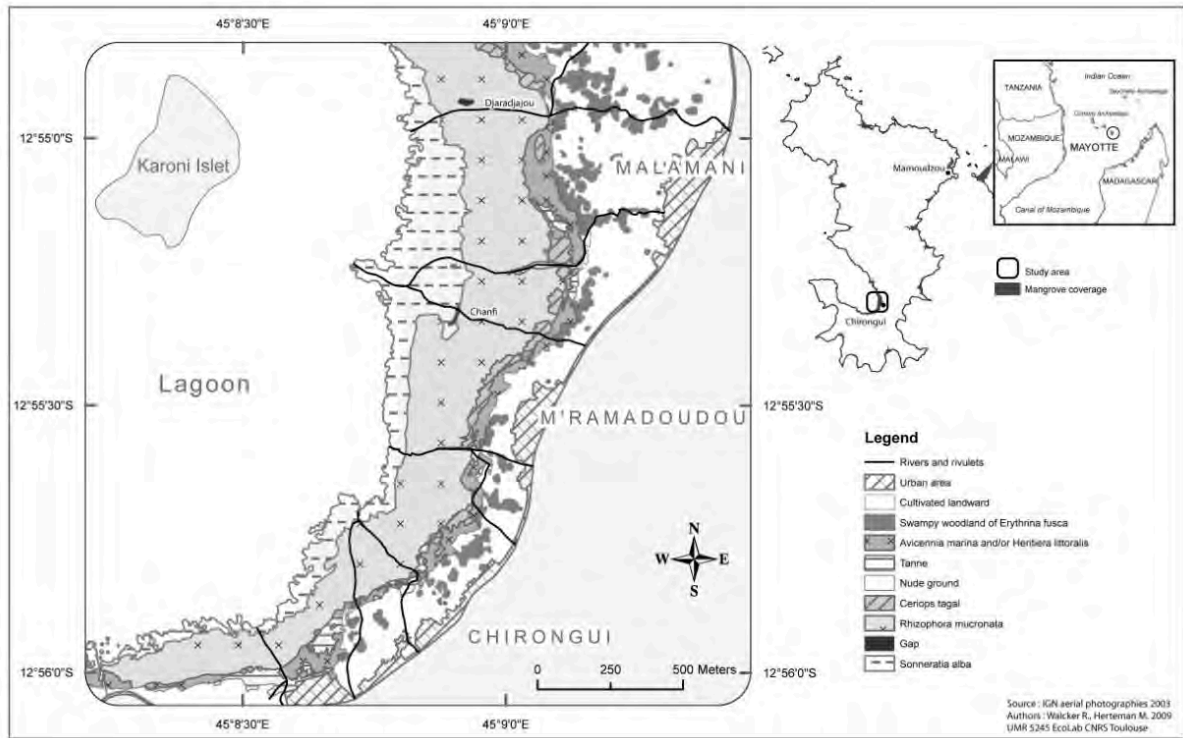 45°8'30"E
45°9'0"E
12°55'0"S
12°55'30"S
12°56'0"S
Karoni Islet
Djaradjajou
MALAMANI
Chanfi
Lagoon
M'RAMADOUDOU
CHIRONGUI
N
W E
S
0 250 500 Meters
45°8'30"E
45°9'0"E
12°55'30"S
12°56'0"S
Mamoudzou
Chirongui
TANZANIA
Indian Ocean
Comoro Archipelago
MOZAMBIQUE
MAYOTTE
MALAWI
MADAGASCAR
Canal of Mozambique
Study area
Mangrove coverage
Legend
Rivers and rivulets
Urban area
Cultivated landward
Swampy woodland of Erythrina fusca
Avicennia marina and/or Heritiera littoralis
Tanne
Nude ground
Ceriops tagal
Rhizophora mucronata
Gap
Sonneratia alba
Source : IGN aerial photographies 2003
Authors : Walcker R., Herteman M. 2009
UMR 5245 EcoLab CNRS Toulouse